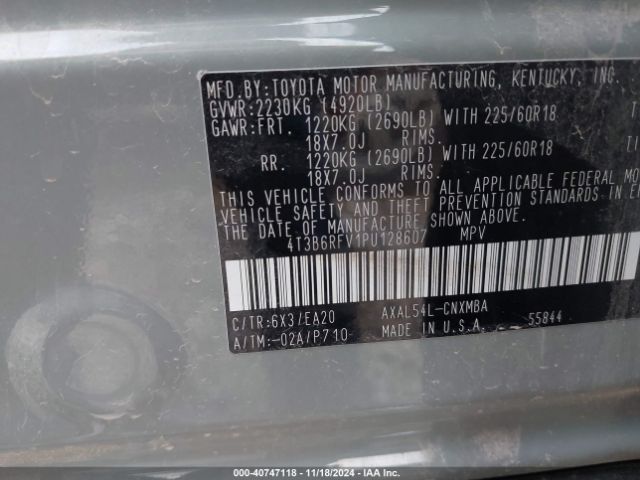 MFD.BY:TOYOTA MOTOR MANUFACTURING, KENTUCKY, INC.
GVWR:2230KG (4920LB)
GAWR:FRT. 1220KG (2690LB) WITH 225/60R18
18X7.0J RIMS.
RR. 1220KG (2690LB) WITH 225/60R18
18X7.0J RIMS.
THIS VEHICLE CONFORMS TO ALL APPLICABLE FEDERAL
VEHICLE SAFETY AND THEFT PREVENTION STANDARDS IN
THE DATE OF MANUFACTURE SHOWN ABOVE.
4T3B6RFV1PU128607 MPV
C/TR:6X3/EA20 AXAL54L-CNXMBA
A/TM:-02A/P710- MADE IN U.S.A. 55844
000-40747118 - 11/18/2024 - IAA Inc.